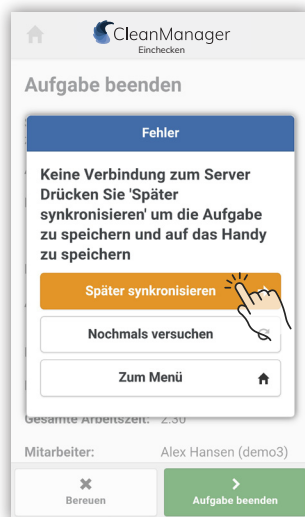 CleanManager
Einchecken
Aufgabe beenden
Fehler
Keine Verbindung zum Server
Drücken Sie 'Später
synkronisieren' um die Aufgabe
zu speichern und auf das Handy
zu speichern
Später synkronisieren
Nochmals versuchen
Zum Menü
Gesamte Arbeitszeit: 2:30
Mitarbeiter: Alex Hansen (demo3)
Bereuen
Aufgabe beenden